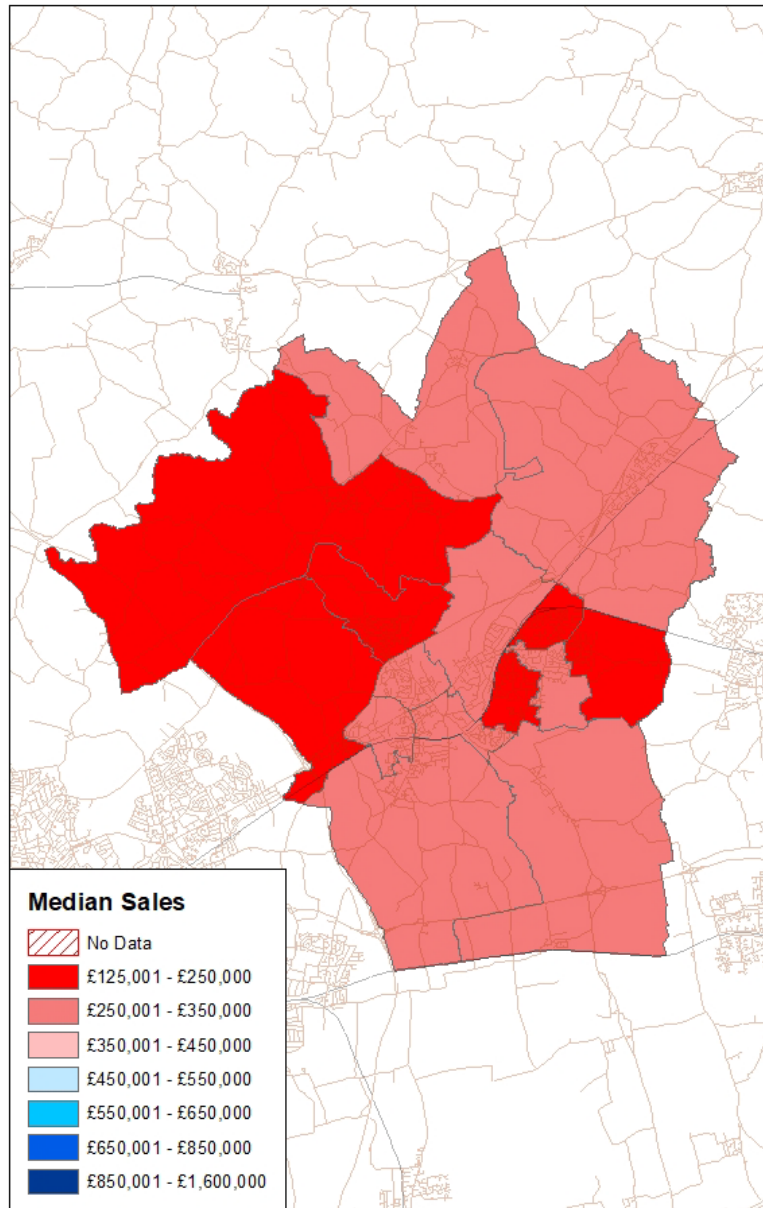 Median Sales
No Data
£125,001 - £250,000
£250,001 - £350,000
£350,001 - £450,000
£450,001 - £550,000
£550,001 - £650,000
£650,001 - £850,000
£850,001 - £1,600,000